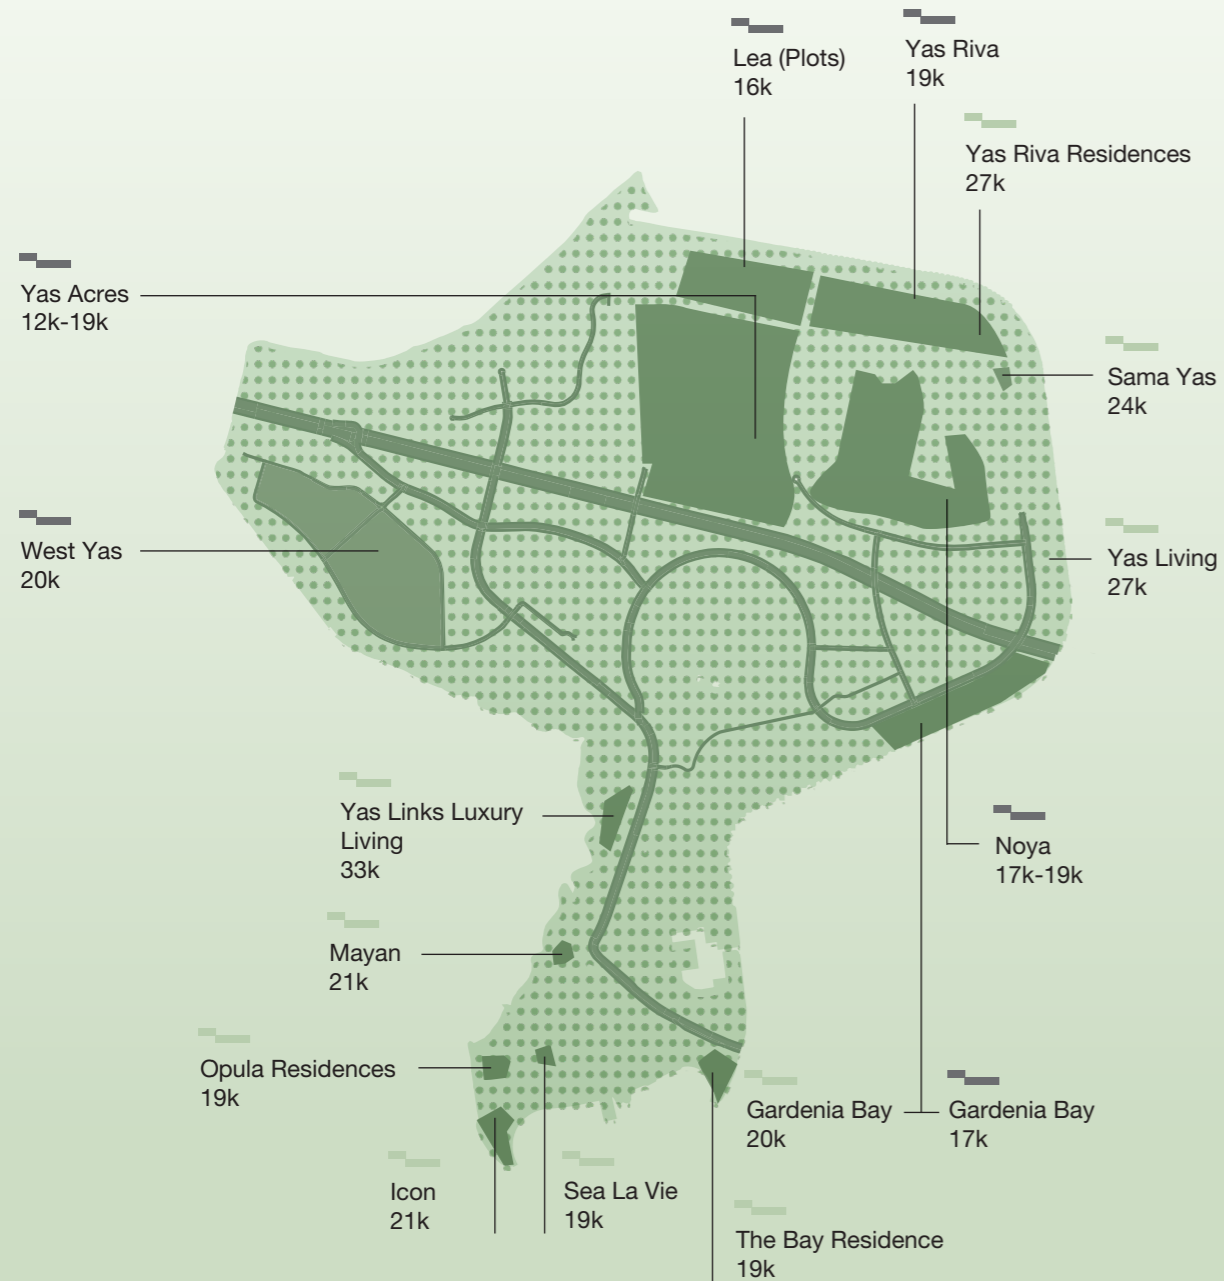 Lea (Plots)
16k
Yas Riva
19k
Yas Riva Residences
27k
Yas Acres
12k-19k
Sama Yas
24k
West Yas
20k
Yas Living
27k
Yas Links Luxury
Living
33k
Noya
17k-19k
Mayan
21k
Opula Residences
19k
Gardenia Bay
20k
Gardenia Bay
17k
Icon
21k
Sea La Vie
19k
The Bay Residence
19k